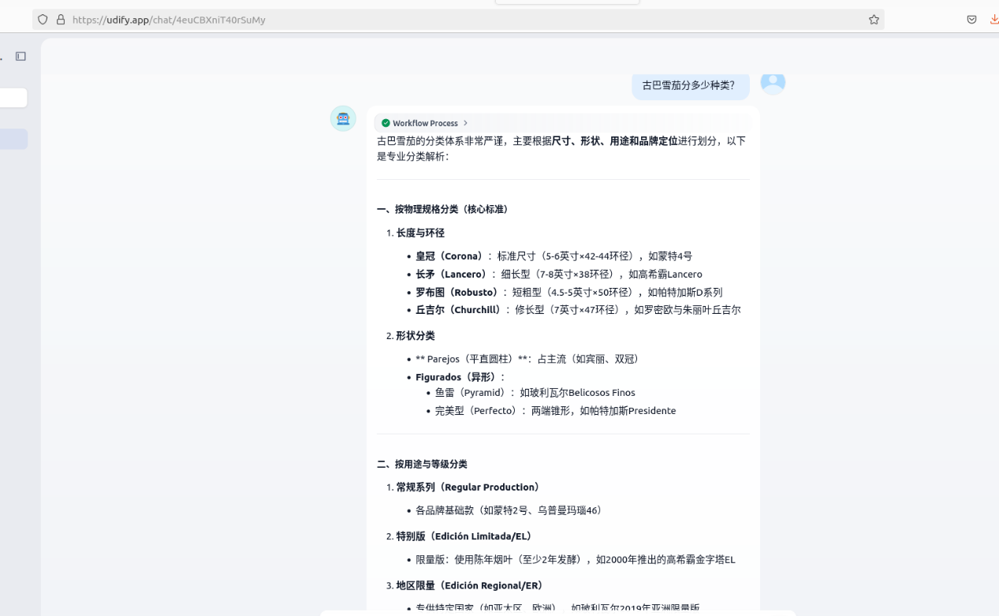 https://udify.app/chat/4euCBXniT40rSuMy
古巴雪茄分多少种类？
Workflow Process
古巴雪茄的分类体系非常严谨，主要根据尺寸、形状、用途和品牌定位进行划分，以下
是专业分类解析：
一、按物理规格分类（核心标准）
1. 长度与环径
• 皇冠（Corona）：标准尺寸（5-6英寸×42-44环径），如蒙特4号
• 长矛（Lancero）：细长型（7-8英寸×38环径），如高希霸Lancero
• 罗布图（Robusto）：短粗型（4.5-5英寸×50环径），如帕特加斯D系列
• 丘吉尔（Churchill）：修长型（7英寸×47环径），如罗密欧与朱丽叶丘吉尔
2. 形状分类
• ** Parejos（平直圆柱）**：占主流（如宾丽、双冠）
• Figurados（异形）：
• 鱼雷（Pyramid）：如玻利瓦尔Belicosos Finos
• 完美型（Perfecto）：两端锥形，如帕特加斯Presidente
二、按用途与等级分类
1. 常规系列（Regular Production）
• 各品牌基础款（如蒙特2号、乌普曼玛瑙46）
2. 特别版（Edición Limitada/EL）
• 限量版：使用陈年烟叶（至少2年发酵），如2000年推出的高希霸金字塔EL
3. 地区限量（Edición Regional/ER）
• 专供特定国家（如亚太区、欧洲），如玻利瓦尔2019年亚洲限量版